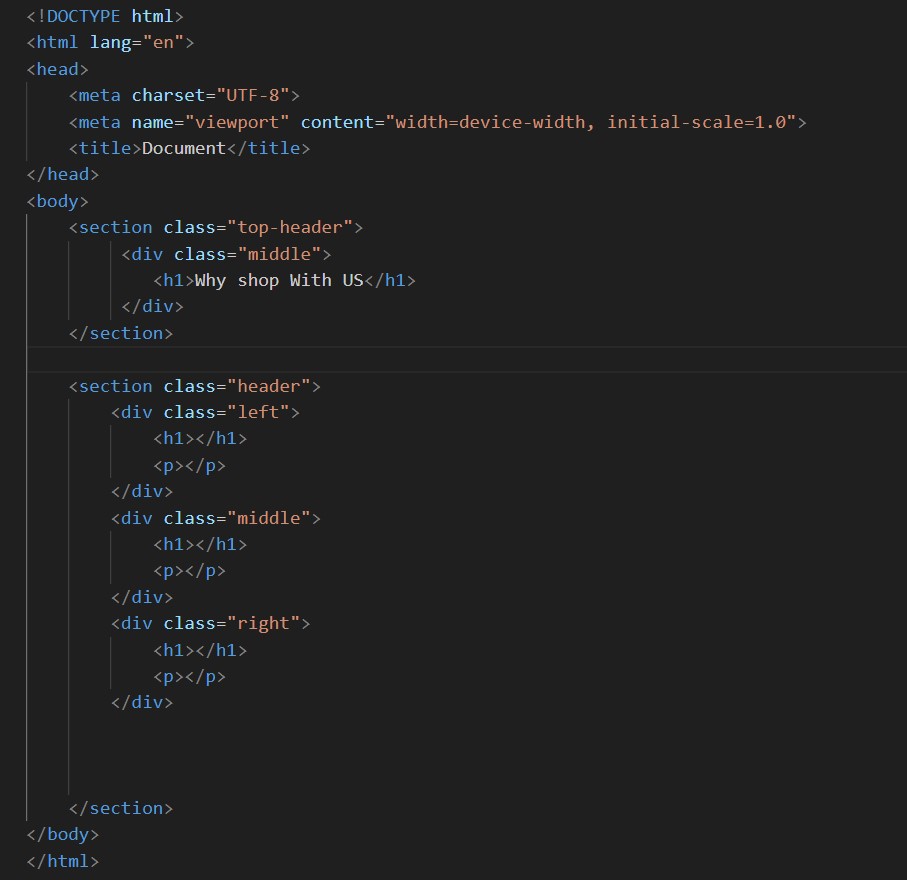 <!DOCTYPE html>
<html lang="en">
<head>
    <meta charset="UTF-8">
    <meta name="viewport" content="width=device-width, initial-scale=1.0">
    <title>Document</title>
</head>
<body>
    <section class="top-header">
         <div class="middle">
            <h1>Why shop With US</h1>
         </div>
    </section>

    <section class="header">
        <div class="left">
            <h1></h1>
            <p></p>
        </div>
        <div class="middle">
            <h1></h1>
            <p></p>
        </div>
        <div class="right">
            <h1></h1>
            <p></p>
        </div>



    </section>
</body>
</html>